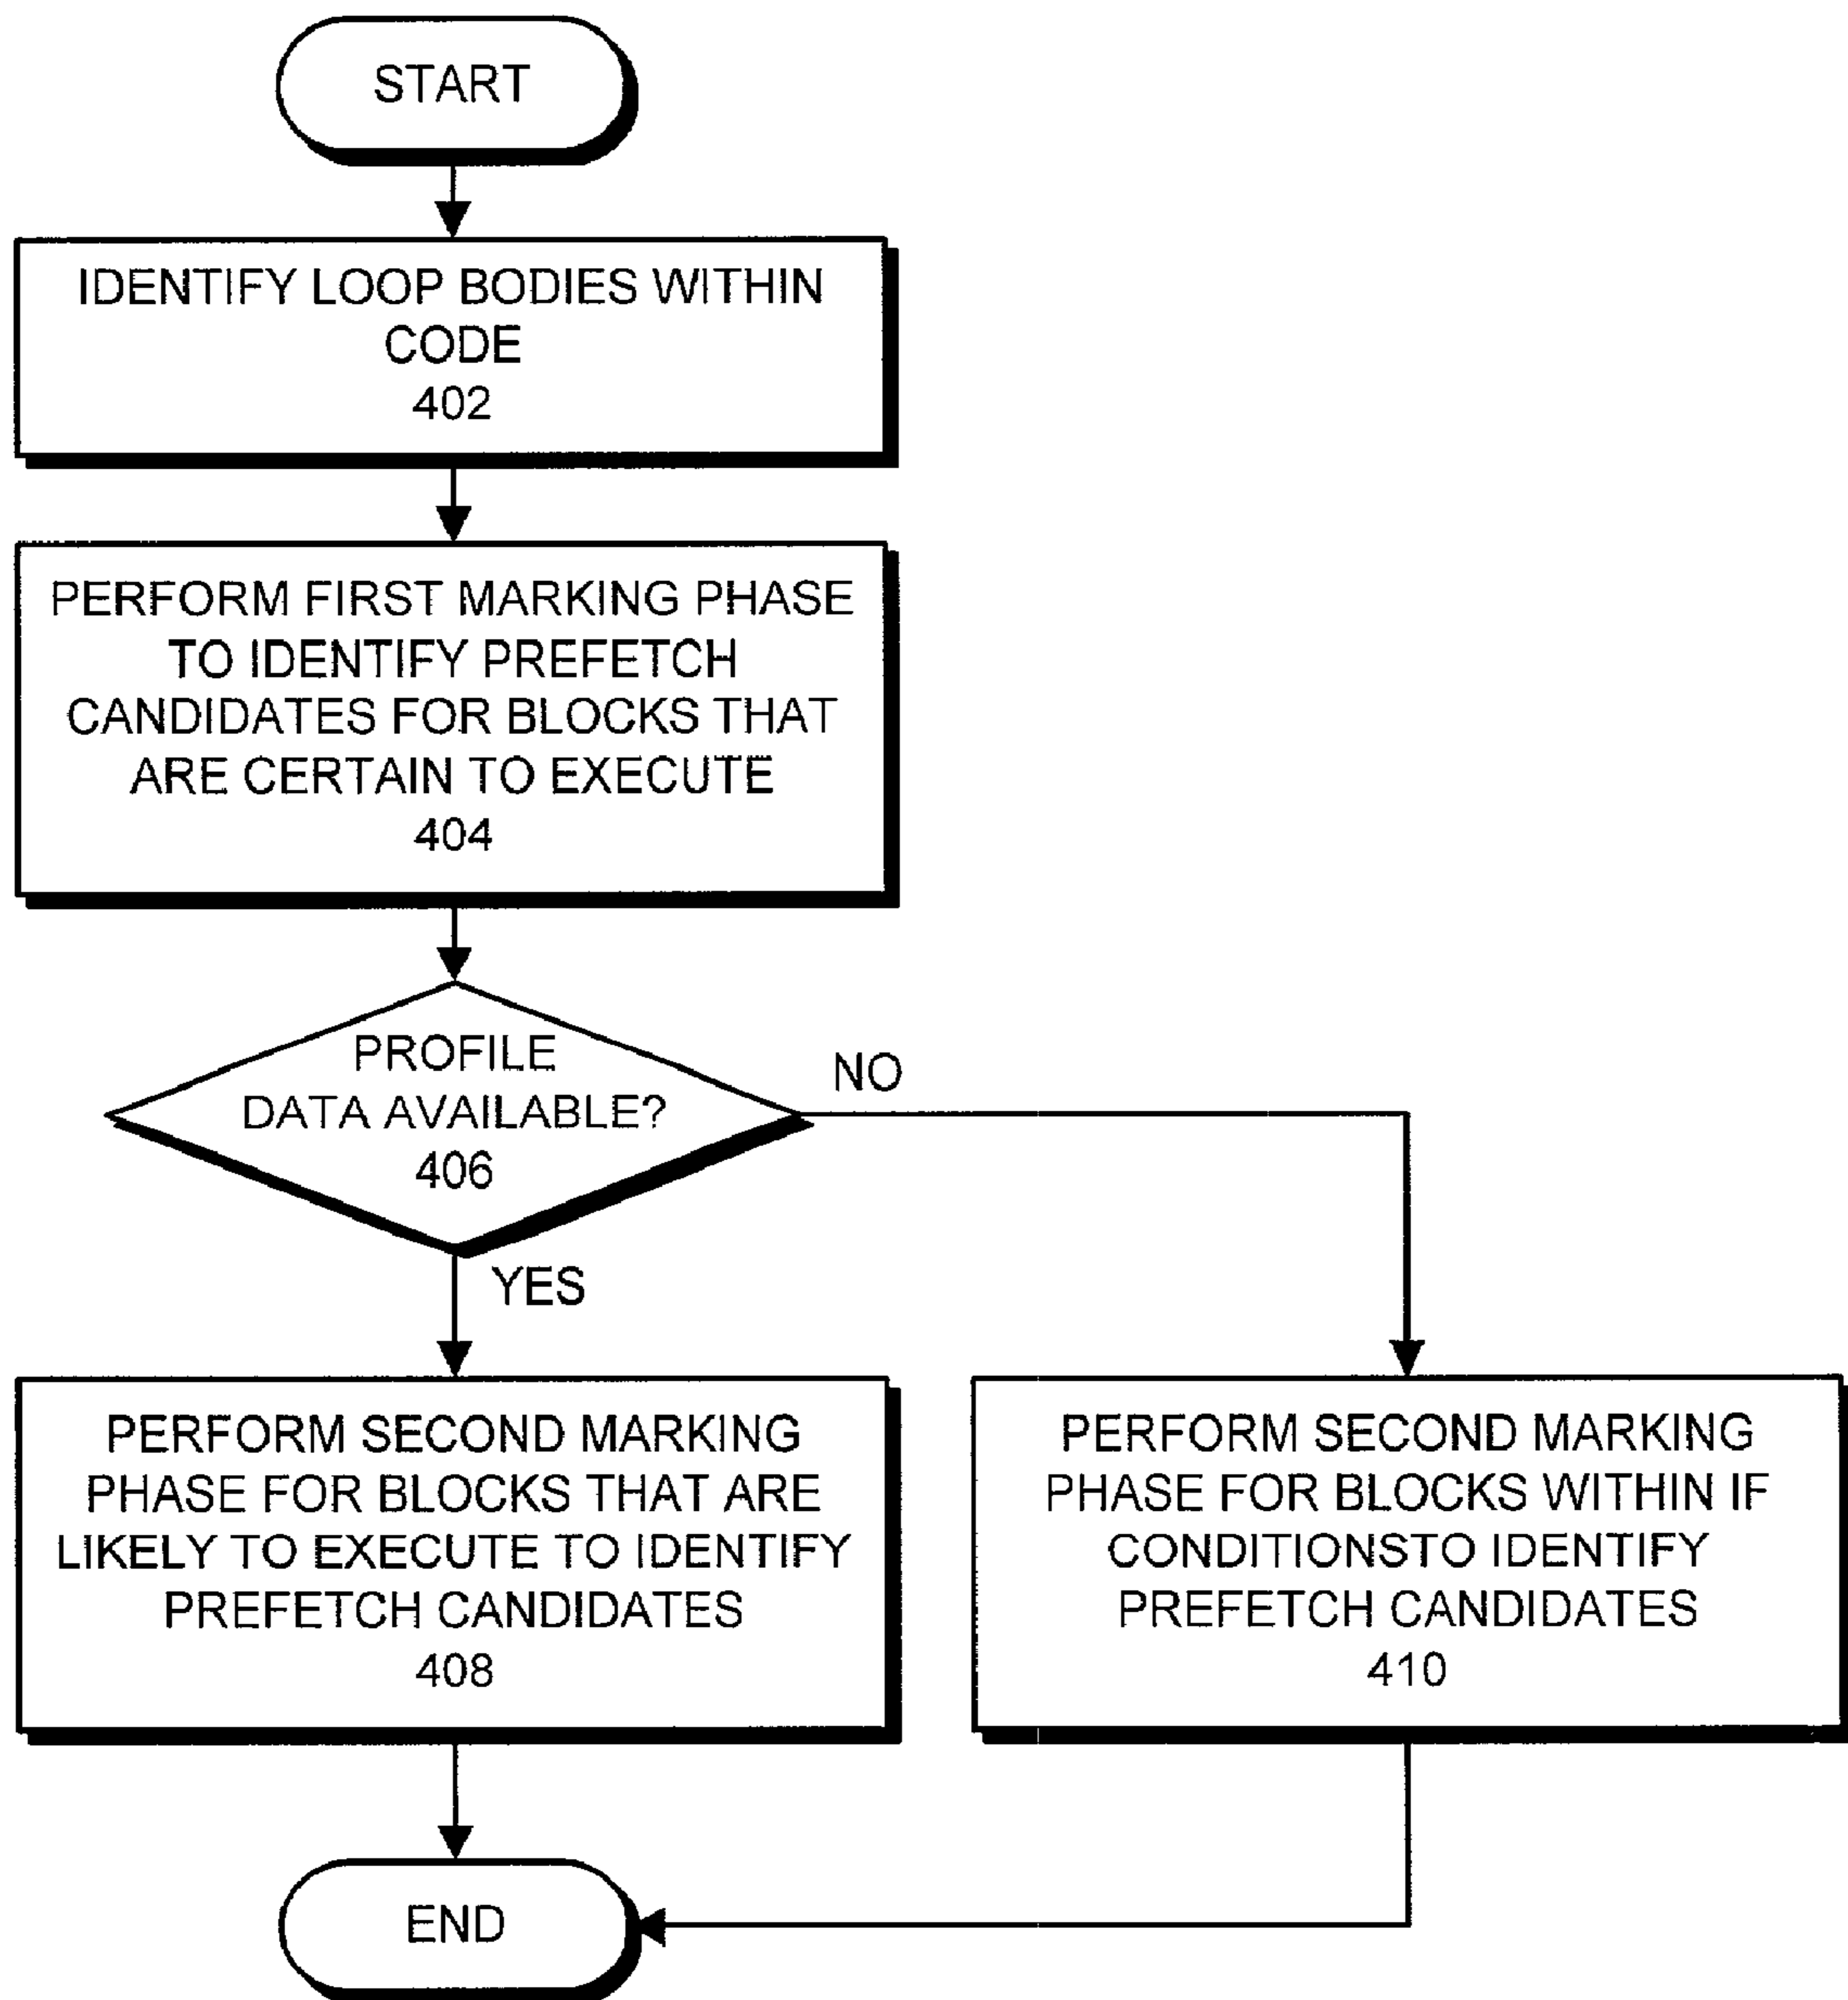 START
IDENTIFY LOOP BODIES WITHIN
CODE
402
PERFORM FIRST MARKING PHASE
TO IDENTIFY PREFETCH
CANDIDATES FOR BLOCKS THAT
ARE CERTAIN TO EXECUTE
404
PROFILE
DATA AVAILABLE?
406
NO
YES
PERFORM SECOND MARKING
PHASE FOR BLOCKS THAT ARE
LIKELY TO EXECUTE TO IDENTIFY
PREFETCH CANDIDATES
408
PERFORM SECOND MARKING
PHASE FOR BLOCKS WITHIN IF
CONDITIONSTO IDENTIFY
PREFETCH CANDIDATES
410
END